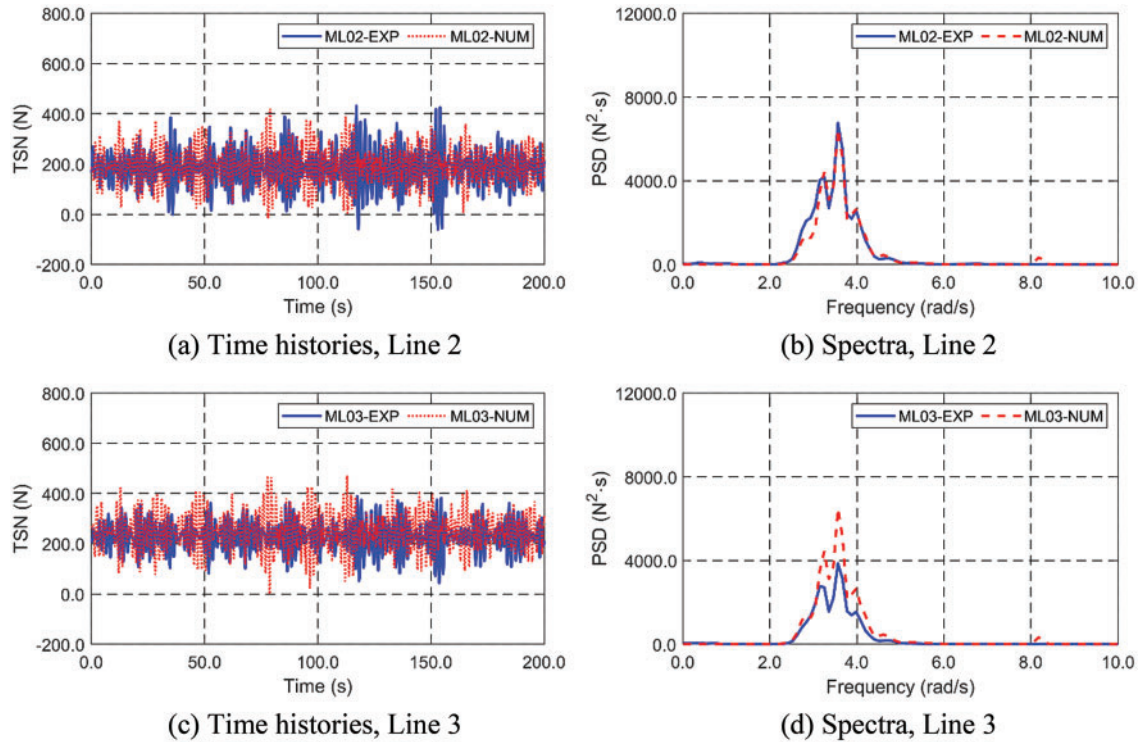 800.0
ML02-EXP ML02-NUM
600.0
400.0
200.0
0.0
-200.0
TSN (N)
0.0 50.0 100.0 150.0 200.0
Time (s)
(a) Time histories, Line 2
12000.0
ML02-EXP ML02-NUM
8000.0
4000.0
0.0
PSD (N²·s)
0.0 2.0 4.0 6.0 8.0 10.0
Frequency (rad/s)
(b) Spectra, Line 2
800.0
ML03-EXP ML03-NUM
600.0
400.0
200.0
0.0
-200.0
TSN (N)
0.0 50.0 100.0 150.0 200.0
Time (s)
(c) Time histories, Line 3
12000.0
ML03-EXP ML03-NUM
8000.0
4000.0
0.0
PSD (N²·s)
0.0 2.0 4.0 6.0 8.0 10.0
Frequency (rad/s)
(d) Spectra, Line 3